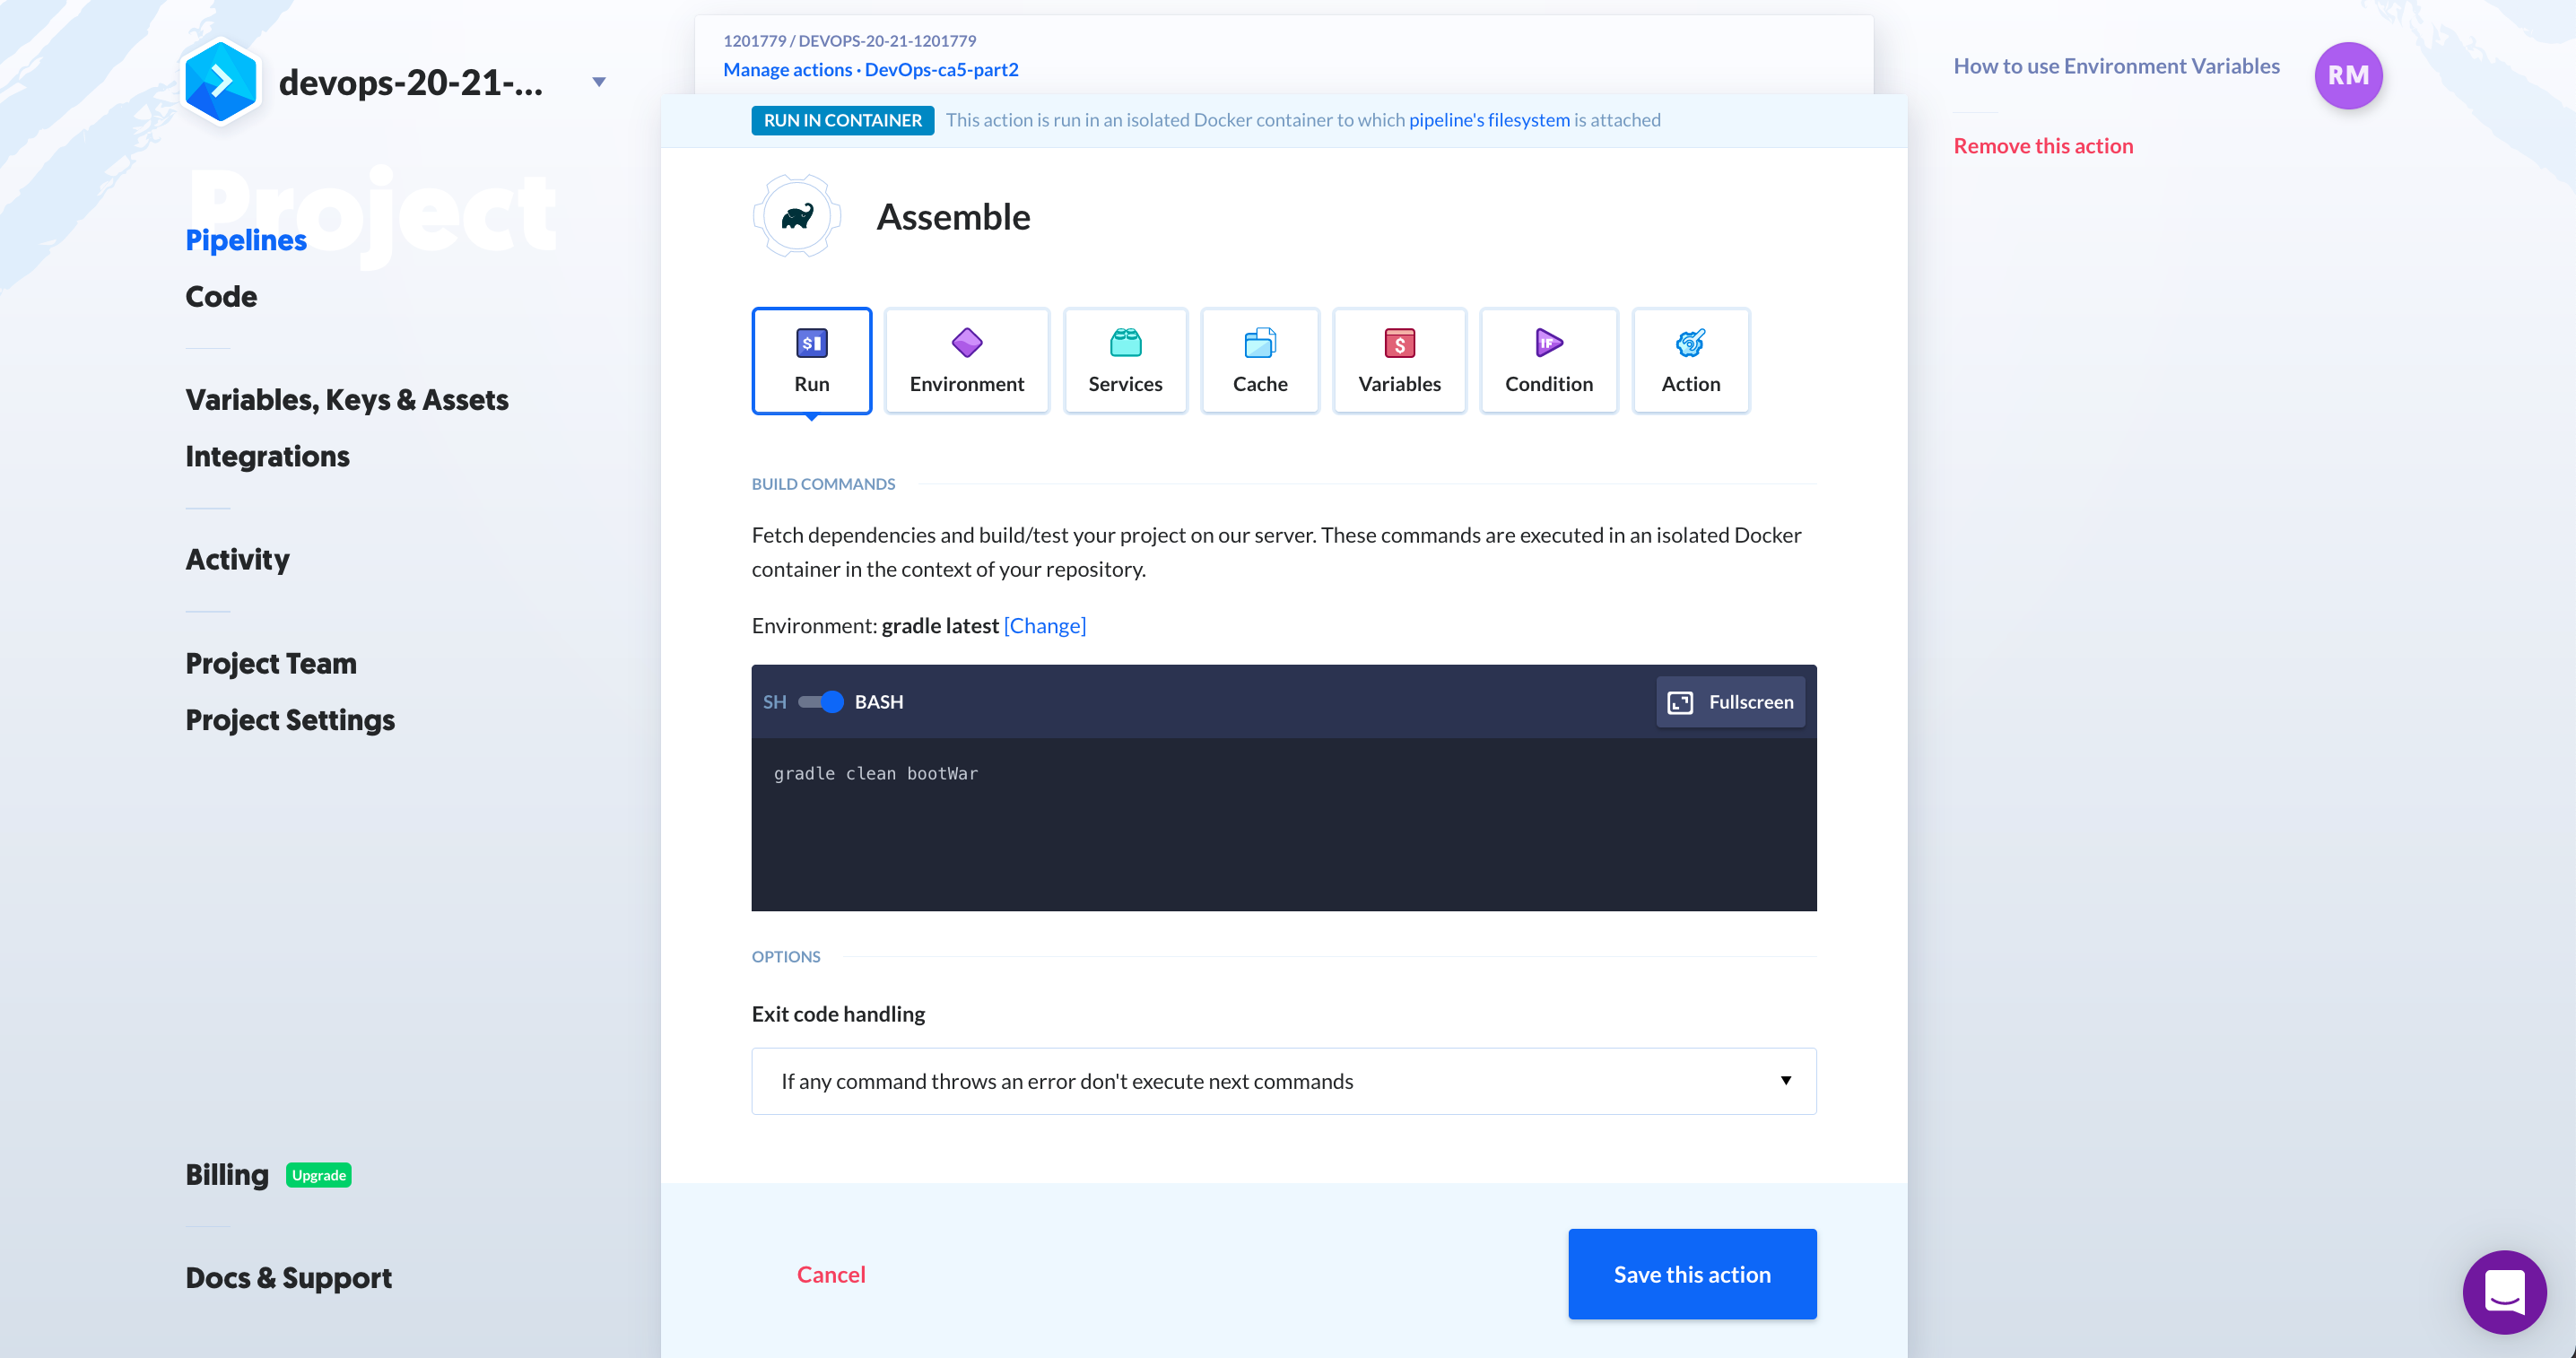 devops-20-21-...
Project
Pipelines
Code
Variables, Keys & Assets
Integrations
Activity
Project Team
Project Settings
Billing
Upgrade
Docs & Support
1201779 / DEVOPS-20-21-1201779
Manage actions · DevOps-ca5-part2
RUN IN CONTAINER This action is run in an isolated Docker container to which pipeline's filesystem is attached
Assemble
$
Run
Environment
Services
Cache
$
Variables
IF
Condition
Action
BUILD COMMANDS
Fetch dependencies and build/test your project on our server. These commands are executed in an isolated Docker
container in the context of your repository.
Environment: gradle latest [Change]
SH BASH
Fullscreen
gradle clean bootWar
OPTIONS
Exit code handling
If any command throws an error don't execute next commands
Cancel
Save this action
How to use Environment Variables
RM
Remove this action